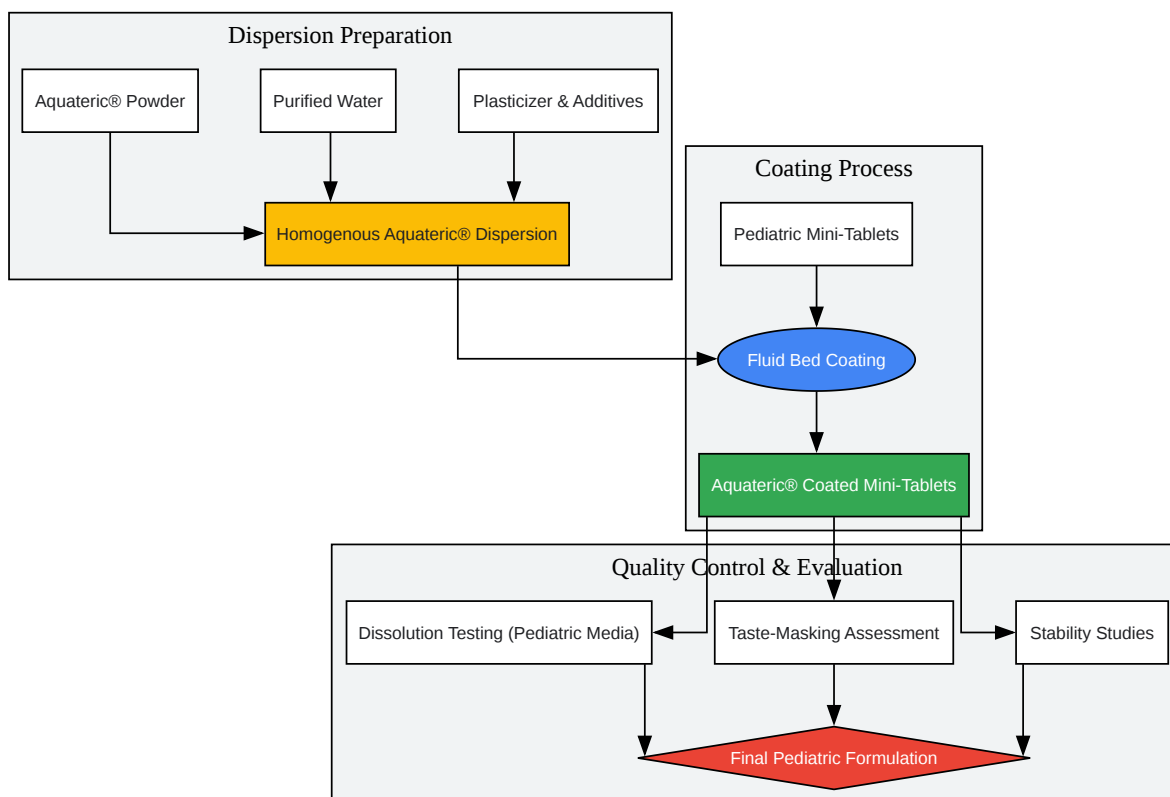 Dispersion Preparation
Aquateric® Powder
Purified Water
Plasticizer & Additives
Homogenous Aquateric® Dispersion
Coating Process
Pediatric Mini-Tablets
Fluid Bed Coating
Aquateric® Coated Mini-Tablets
Quality Control & Evaluation
Dissolution Testing (Pediatric Media)
Taste-Masking Assessment
Stability Studies
Final Pediatric Formulation